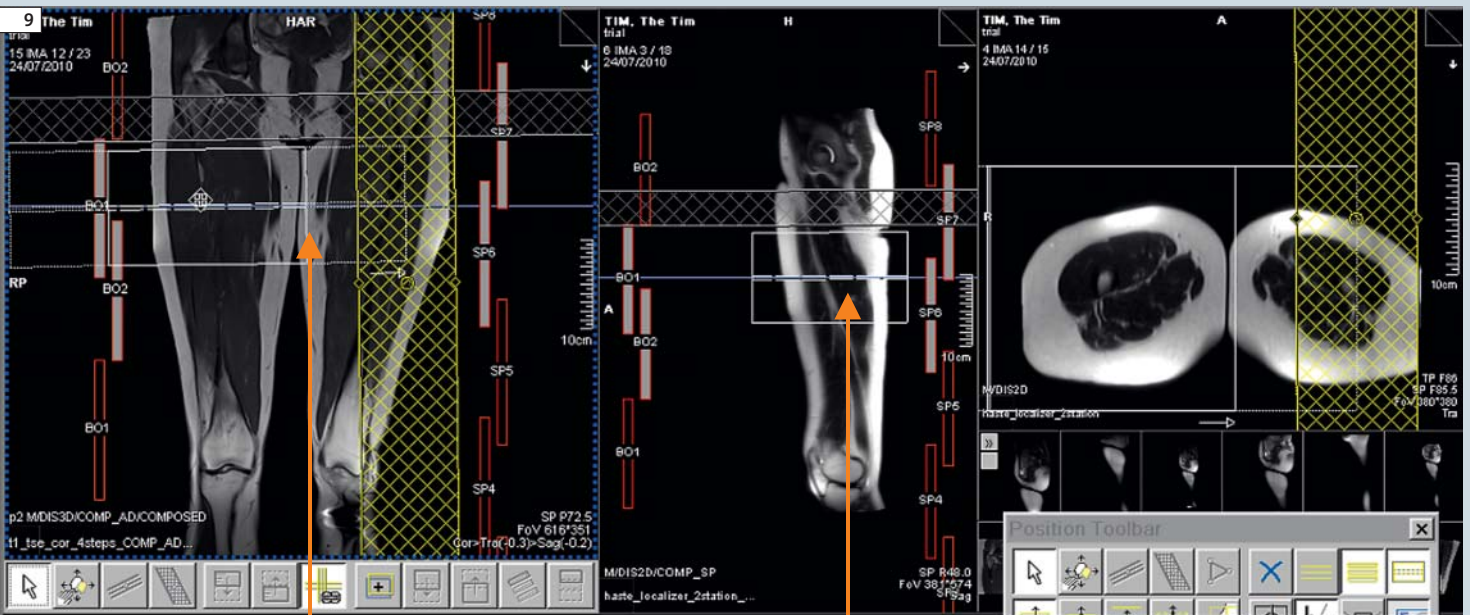 9
The Tim
HAR
trial
15 IMA 12 / 23
24/07/2010
BO2
SP8
SP7
BO1
SP6
RP
BO2
10cm
SP5
BO1
SP4
p2 M/DIS3D/COMP_AD/COMPOSED
t1_tse_cor_4steps_COMP_AD...
SP P72.5
FoV 616*351
Cor>Tra(-0.3)>Sag(-0.2)
TIM, The Tim
H
trial
6 IMA 3 / 18
24/07/2010
SP8
BO2
SP7
BO1
A
SP6
BO2
10cm
SP5
BO1
SP4
M/DIS2D/COMP_SP
haste_localizer_2station_...
SP R48.0
FoV 381*574
Sag
TIM, The Tim
A
trial
4 IMA 14 / 15
24/07/2010
R
10cm
M/DIS2D
haste_localizer_2station
TP F86
SP F85.5
FoV 380*380
Tra
Position Toolbar